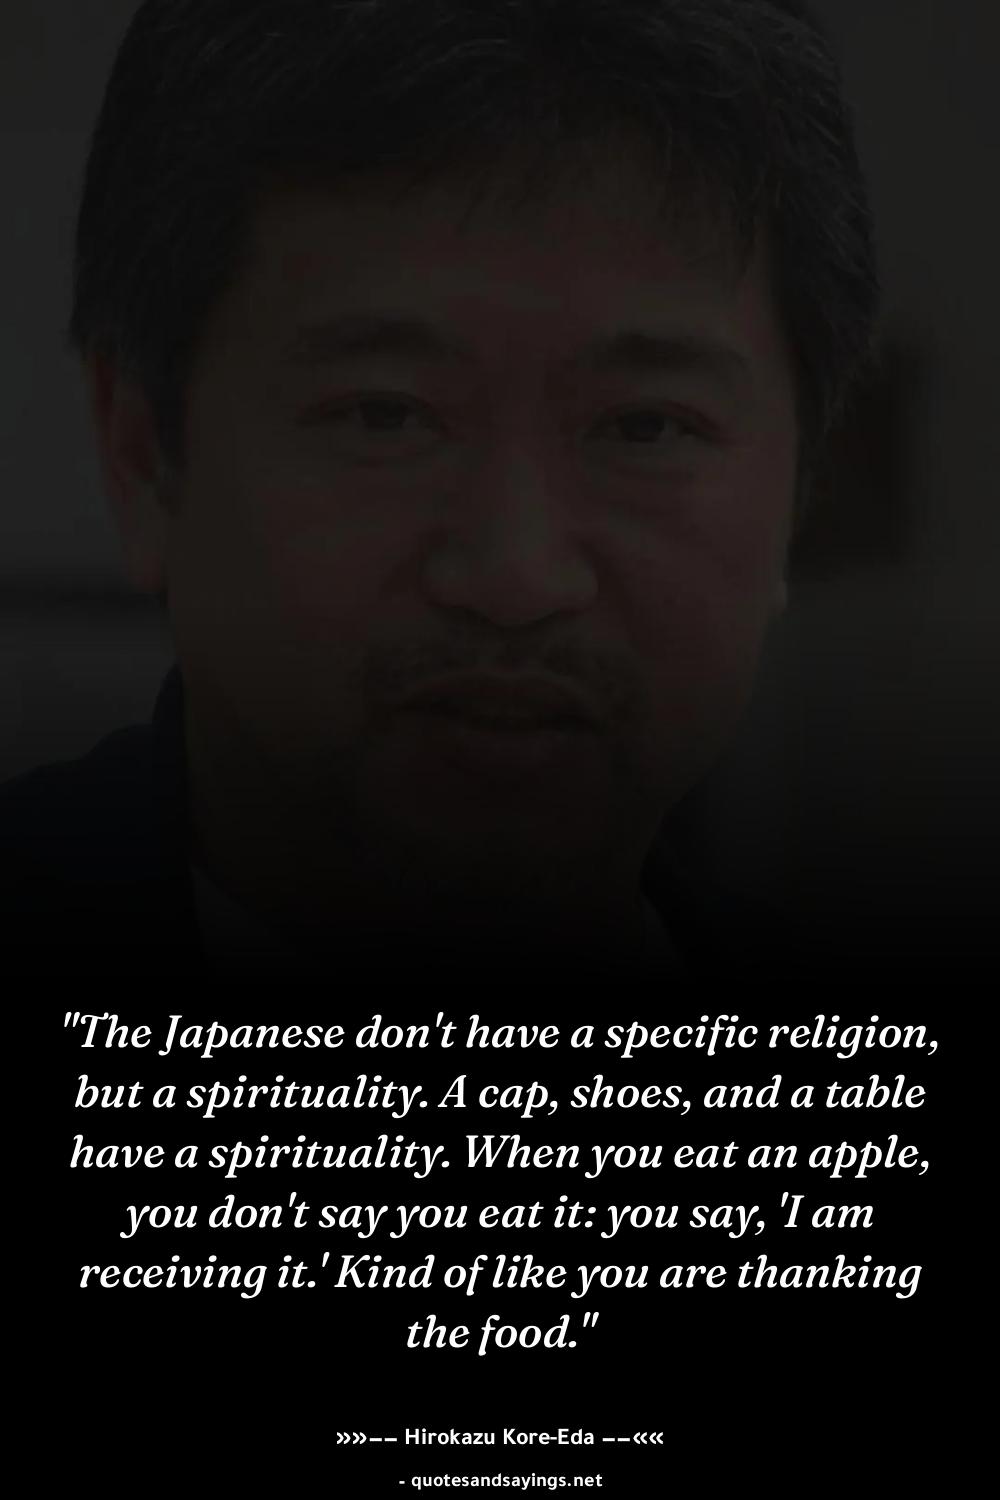 "The Japanese don't have a specific religion,
but a spirituality. A cap, shoes, and a table
have a spirituality. When you eat an apple,
you don't say you eat it: you say, 'I am
receiving it.' Kind of like you are thanking
the food."
»»–– Hirokazu Kore-Eda ––««
- quotesandsayings.net